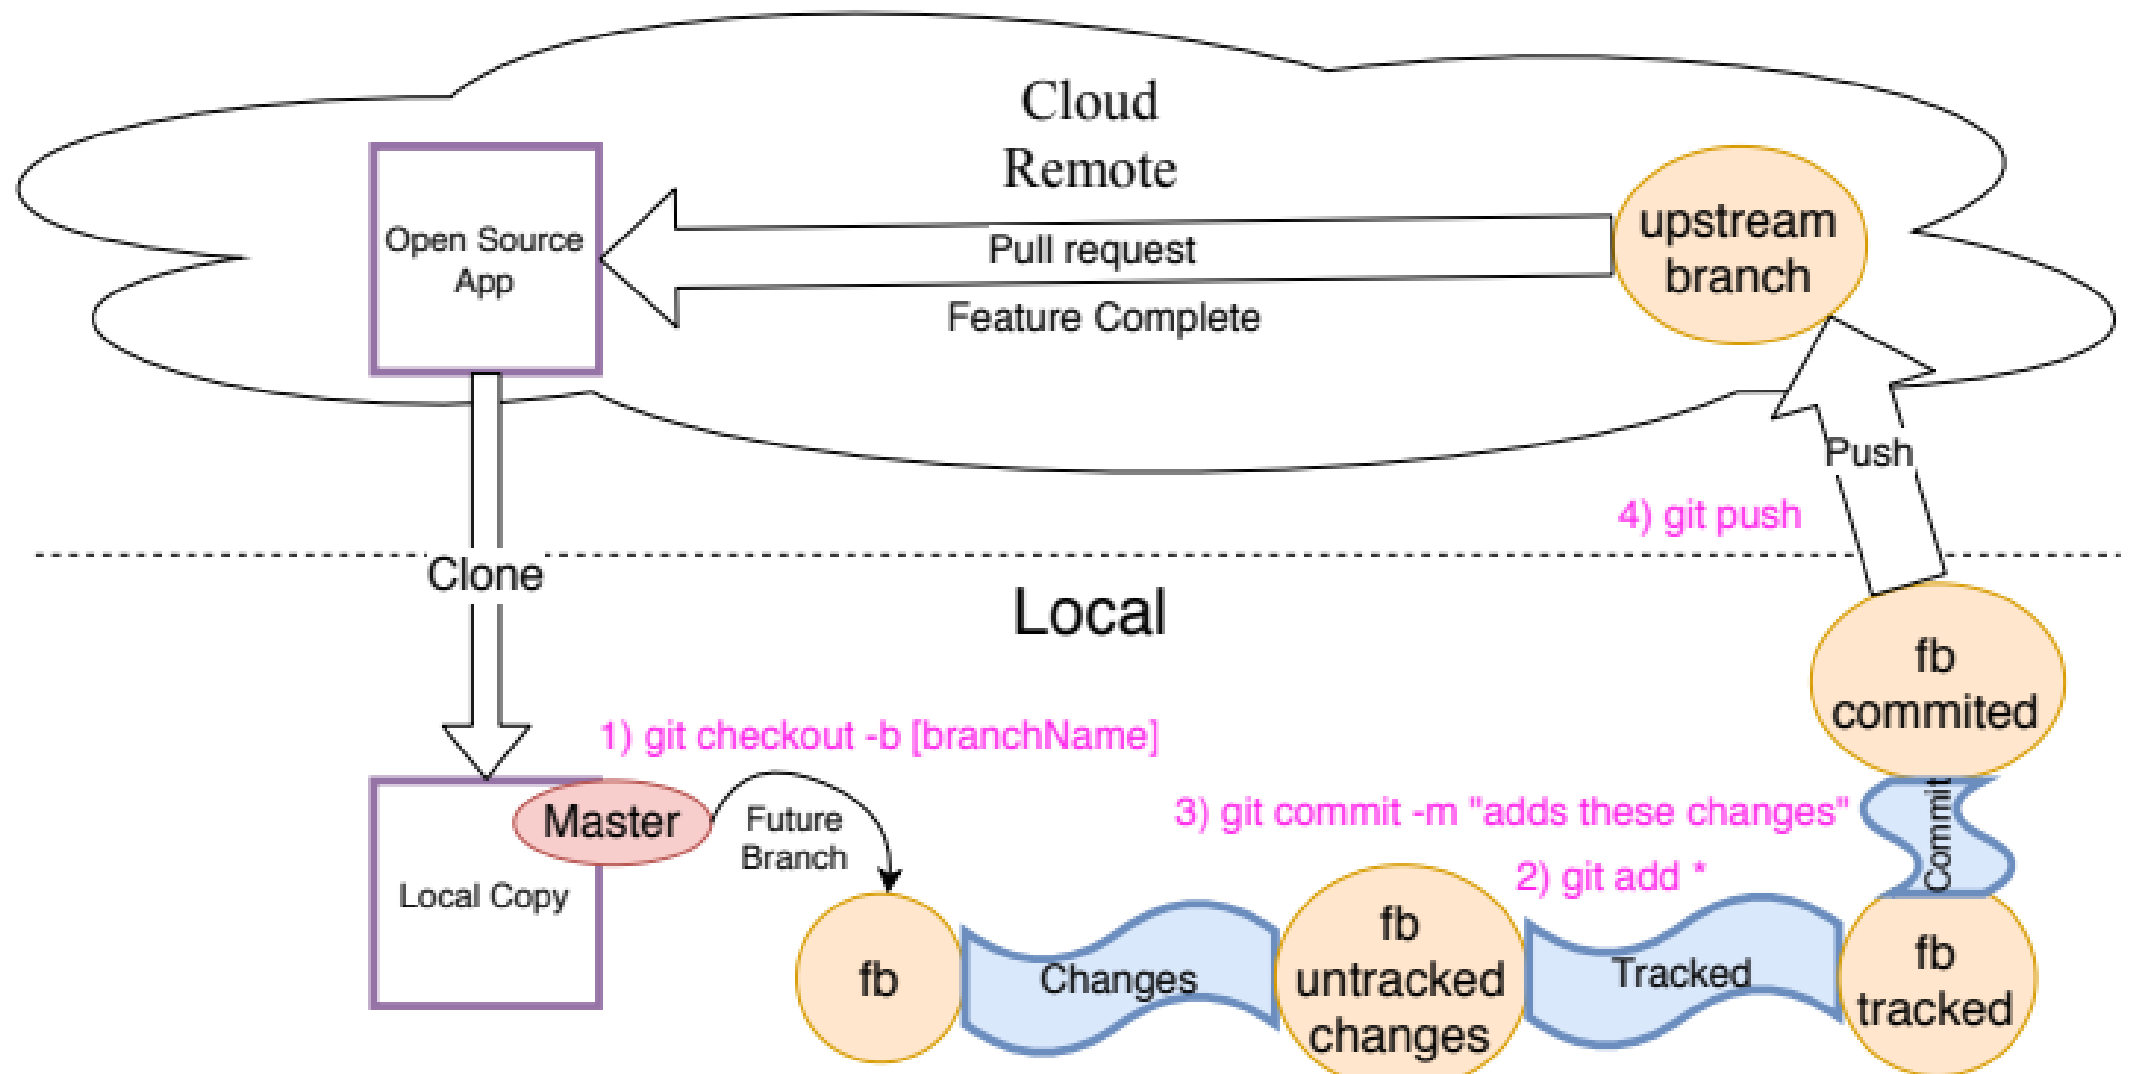 Cloud
Remote
Open Source
App
Pull request
Feature Complete
upstream
branch
Push
4) git push
Clone
Local
fb
commited
1) git checkout -b [branchName]
Master
Future
Branch
Local Copy
3) git commit -m "adds these changes"
Commit
2) git add *
fb
Changes
fb
untracked
changes
Tracked
fb
tracked